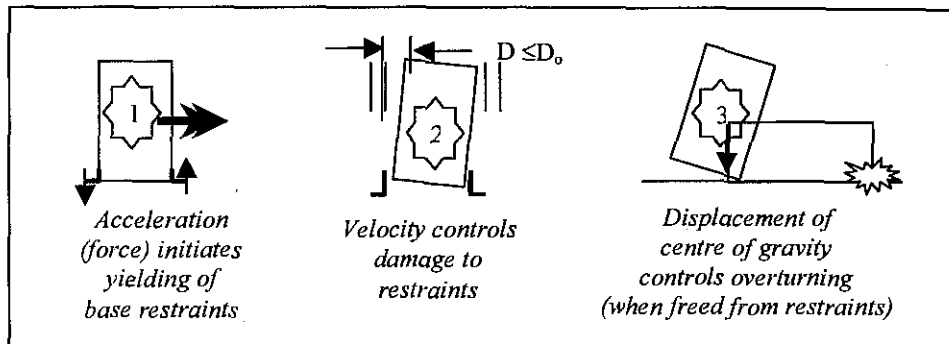 D ≤Dₒ
1
2
3
Acceleration
(force) initiates
yielding of
base restraints
Velocity controls
damage to
restraints
Displacement of
centre of gravity
controls overturning
(when freed from restraints)